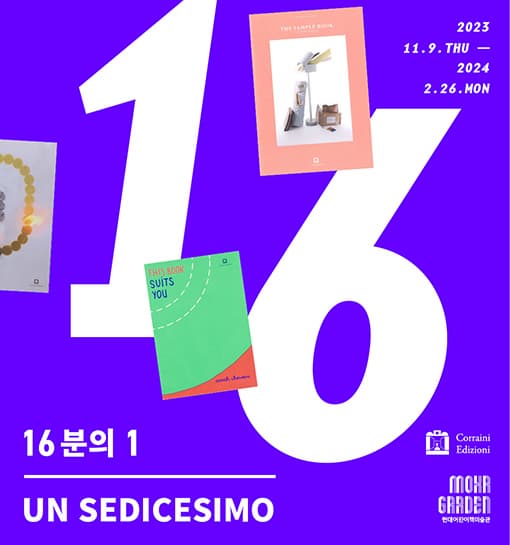 16
2023
11.9.THU —
2024
2.26.MON
THE SAMPLE BOOK
THIS BOOK
SUITS
YOU
16분의 1
UN SEDICESIMO
Corraini
Edizioni
MOKA
GARDEN
현대어린이책미술관